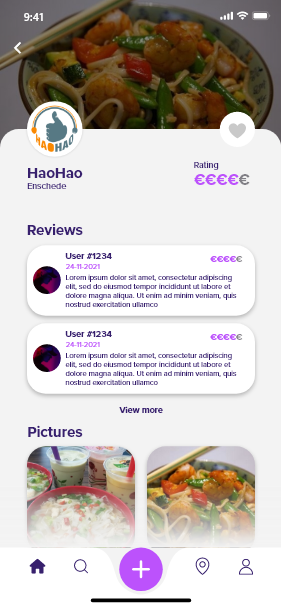 9:41
HAOHAO
HaoHao
Enschede
Rating
€€€€€
Reviews
User #1234
€€€€€
24-11-2021
Lorem ipsum dolor sit amet, consectetur adipiscing
elit, sed do eiusmod tempor incididunt ut labore et
dolore magna aliqua. Ut enim ad minim veniam, quis
nostrud exercitation ullamco
User #1234
€€€€€
24-11-2021
Lorem ipsum dolor sit amet, consectetur adipiscing
elit, sed do eiusmod tempor incididunt ut labore et
dolore magna aliqua. Ut enim ad minim veniam, quis
nostrud exercitation ullamco
View more
Pictures